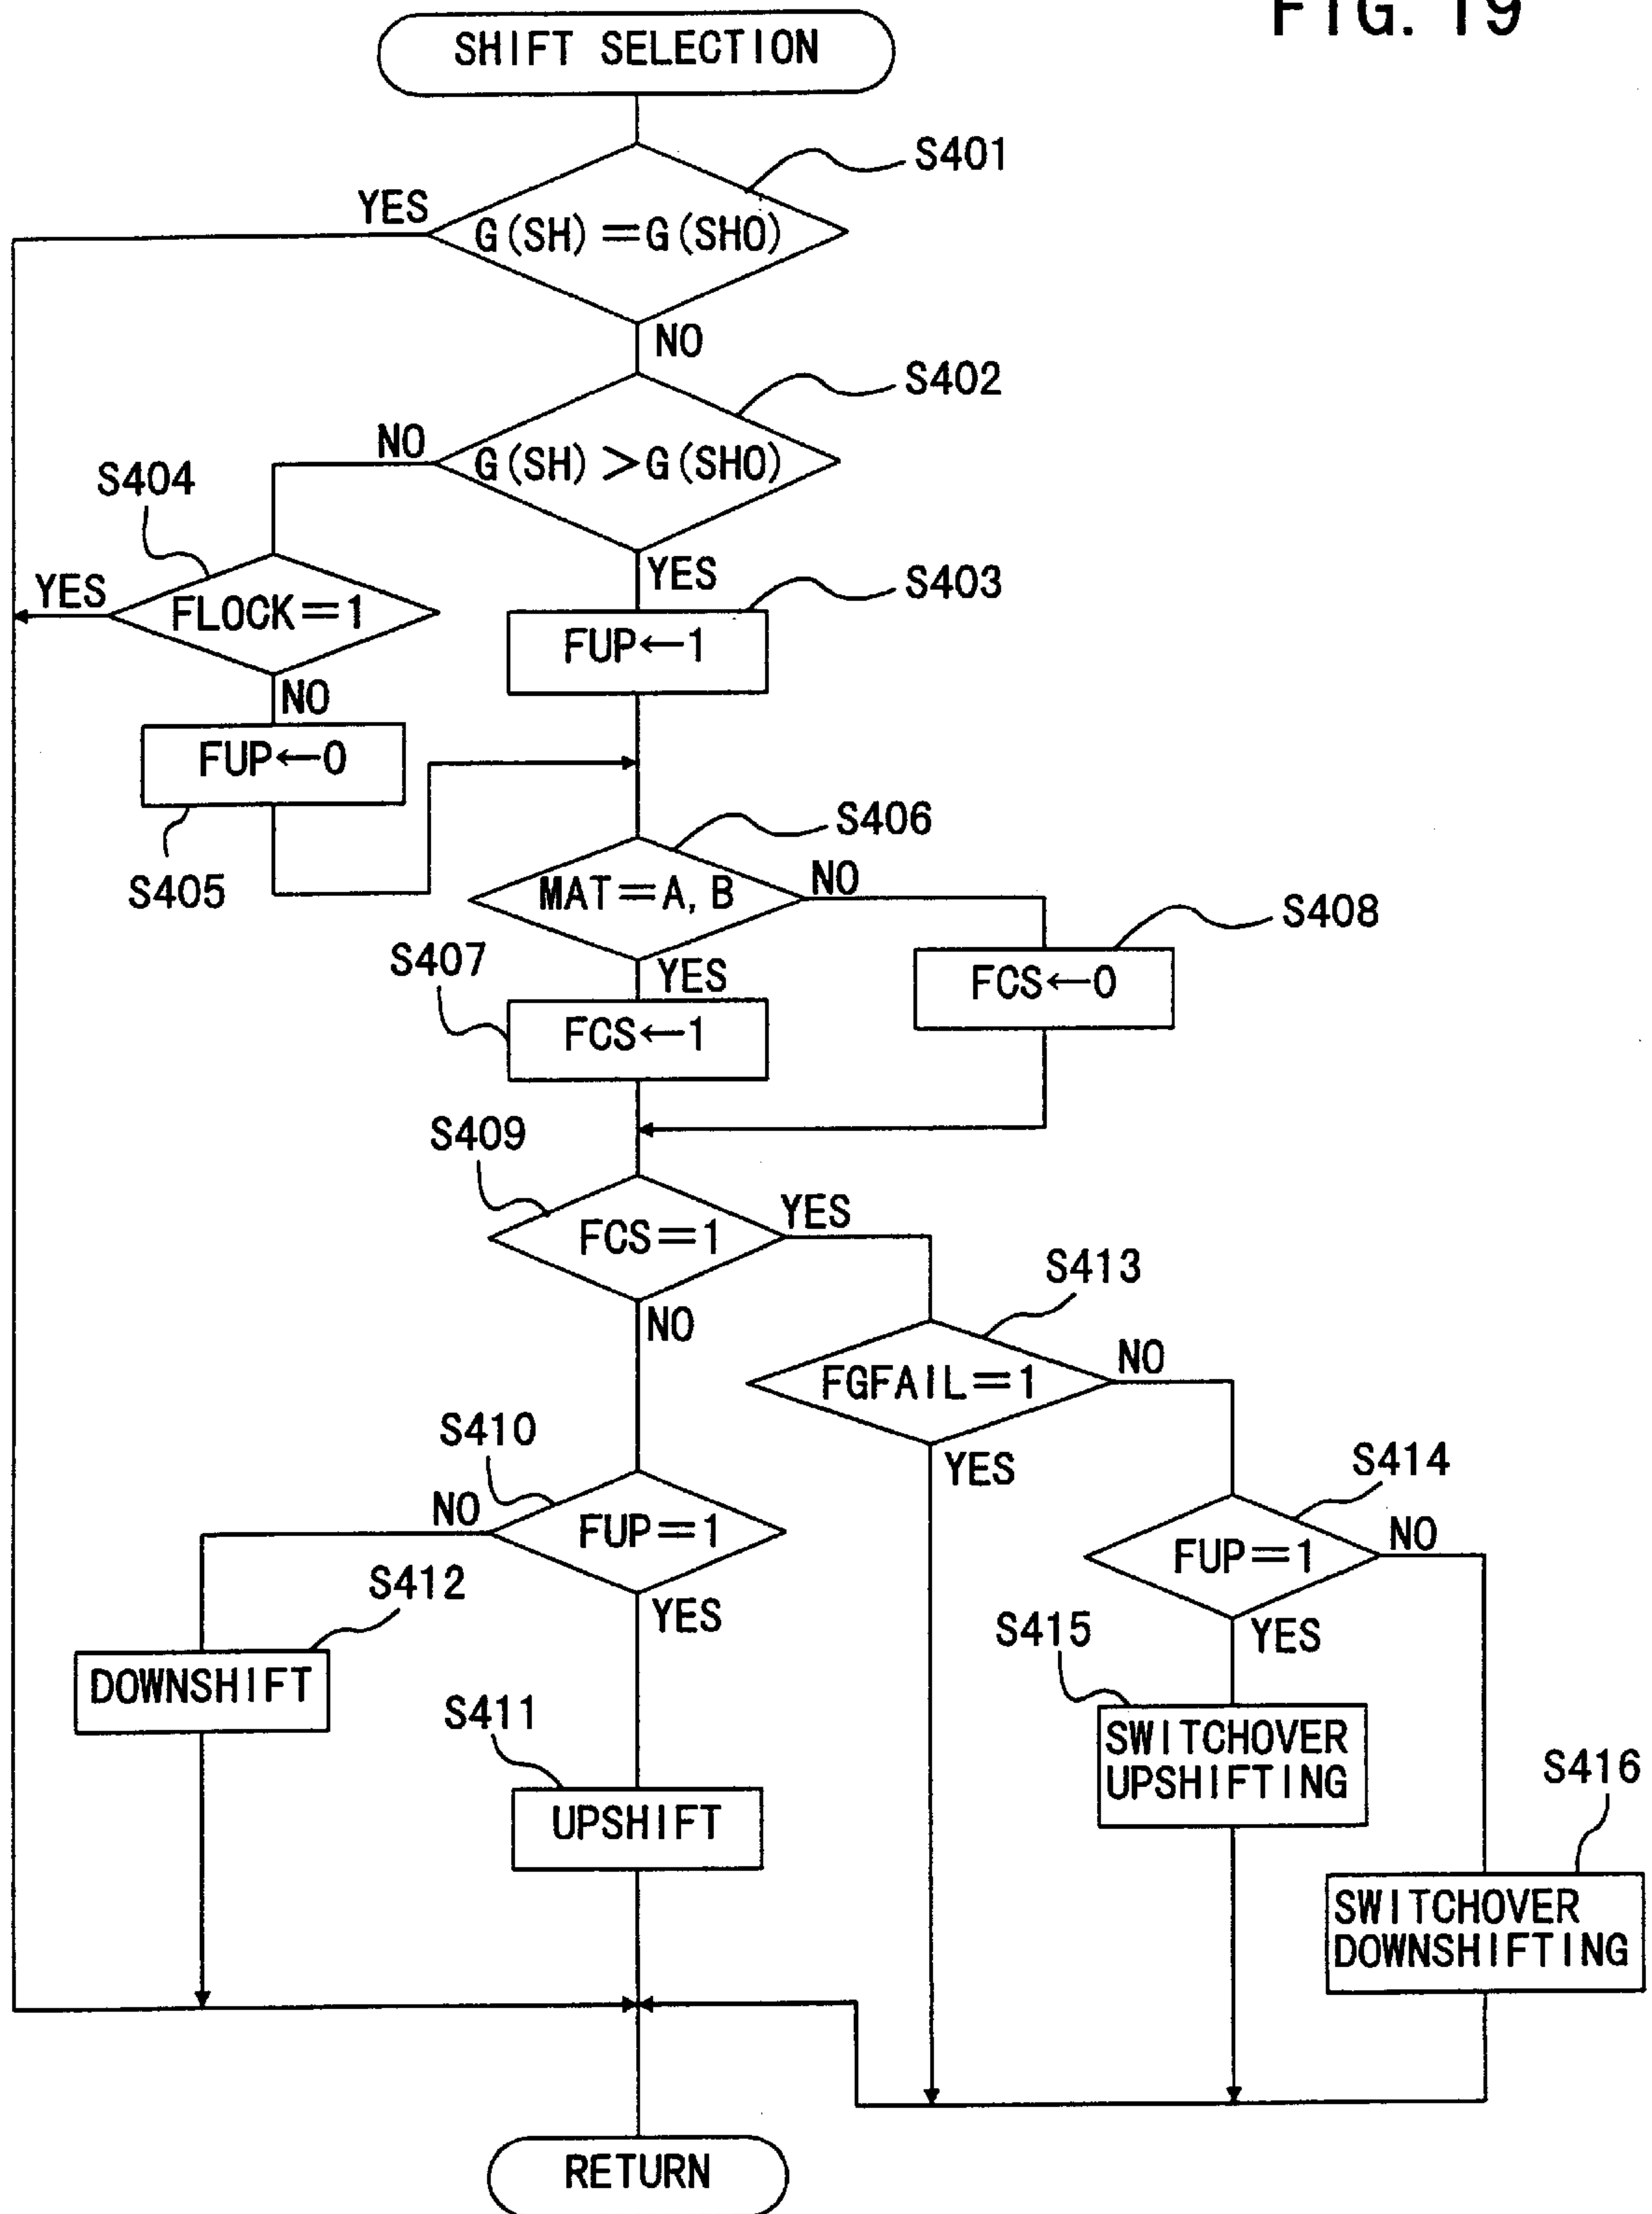 FIG. 19
SHIFT SELECTION
S401
YES
G(SH)=G(SHO)
NO
S402
NO
G(SH)>G(SHO)
S404
YES
S403
YES
FLOCK=1
FUP←1
NO
FUP←0
S405
S406
MAT=A, B
NO
S408
S407
YES
FCS←0
FCS←1
S409
YES
FCS=1
S413
NO
FGFAIL=1
NO
S410
YES
S414
NO
FUP=1
FUP=1
NO
S412
YES
S415
YES
DOWNSHIFT
S411
SWITCHOVER
UPSHIFTING
S416
UPSHIFT
SWITCHOVER
DOWNSHIFTING
RETURN